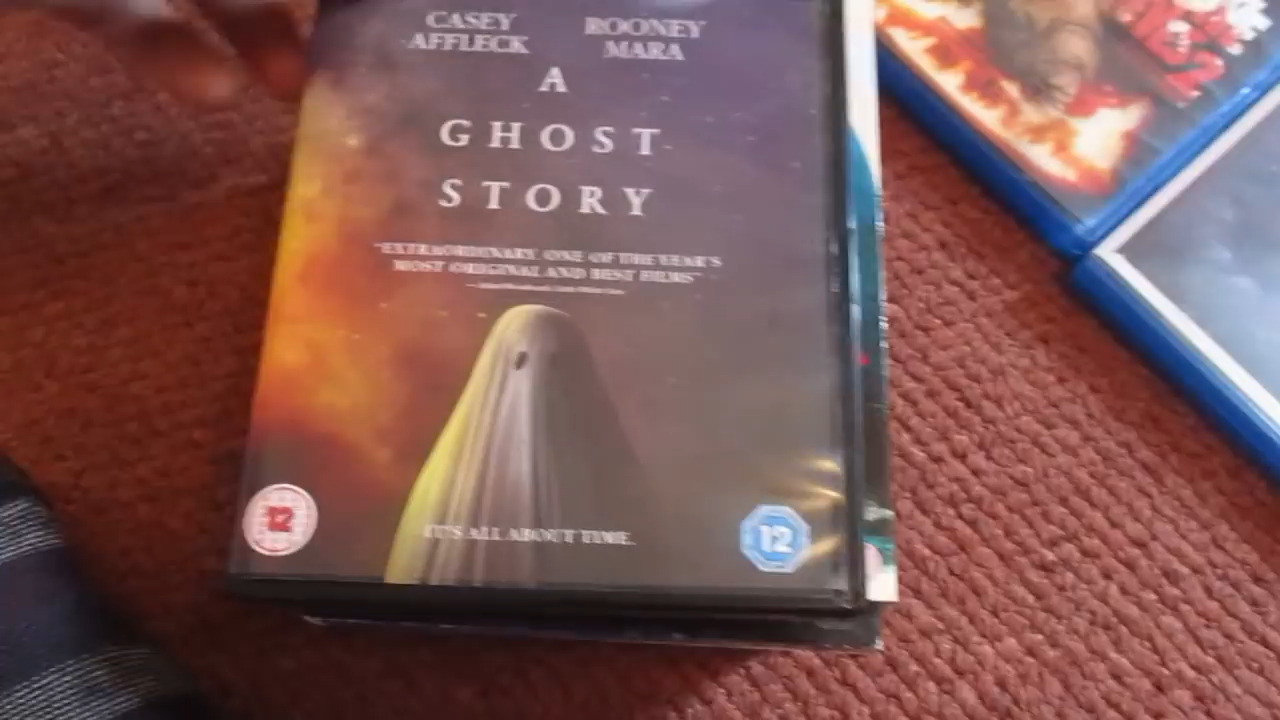 CASEY ROONEY
AFFLECK MARA
A
GHOST
STORY
"EXTRAORDINARY. ONE OF THE YEAR'S
MOST ORIGINAL AND BEST FILMS"
IT'S ALL ABOUT TIME.
12
12